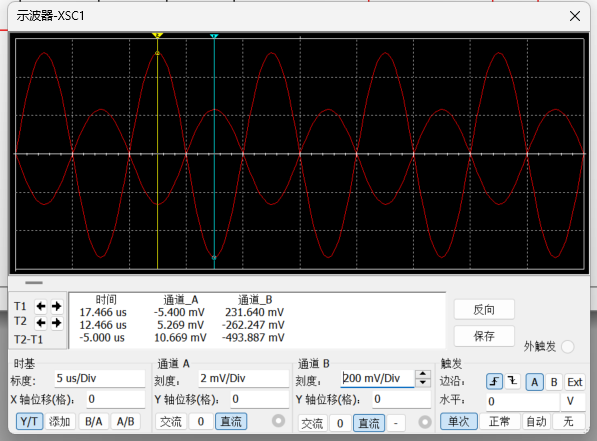 示波器-XSC1
时间 通道_A 通道_B
T1 17.466 us -5.400 mV 231.640 mV
T2 12.466 us 5.269 mV -262.247 mV
T2-T1 -5.000 us 10.669 mV -493.887 mV
反向
保存
外触发
时基
标度: 5 us/Div
X 轴位移(格): 0
Y/T 添加 B/A A/B
通道 A
刻度: 2 mV/Div
Y 轴位移(格): 0
交流 0 直流
通道 B
刻度: 200 mV/Div
Y 轴位移(格): 0
交流 0 直流 -
触发
边沿: A B Ext
水平: 0 V
单次 正常 自动 无